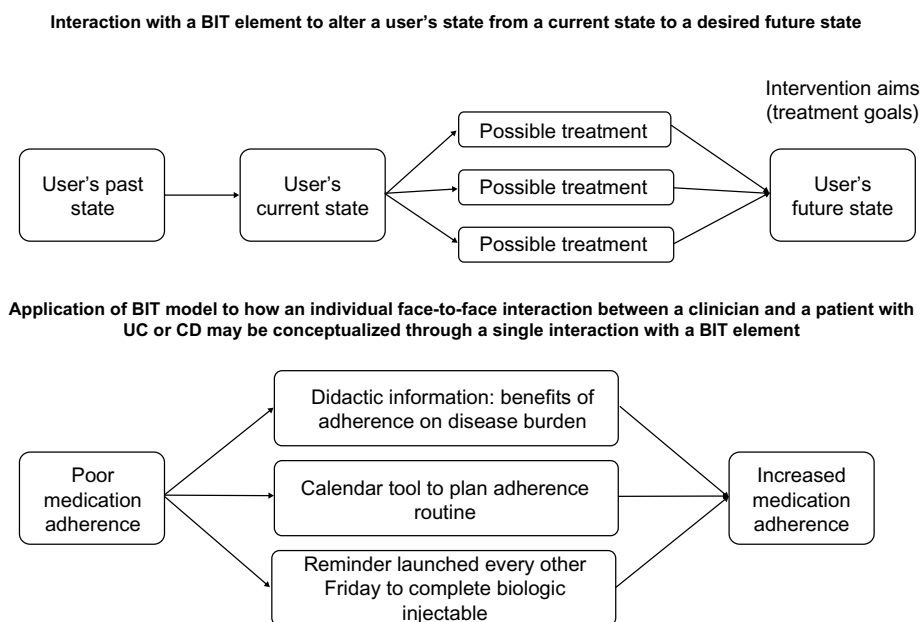 Interaction with a BIT element to alter a user's state from a current state to a desired future state
Intervention aims
(treatment goals)
User's past
state
User's
current state
Possible treatment
Possible treatment
Possible treatment
User's
future state
Application of BIT model to how an individual face-to-face interaction between a clinician and a patient with
UC or CD may be conceptualized through a single interaction with a BIT element
Poor
medication
adherence
Didactic information: benefits of
adherence on disease burden
Calendar tool to plan adherence
routine
Reminder launched every other
Friday to complete biologic
injectable
Increased
medication
adherence